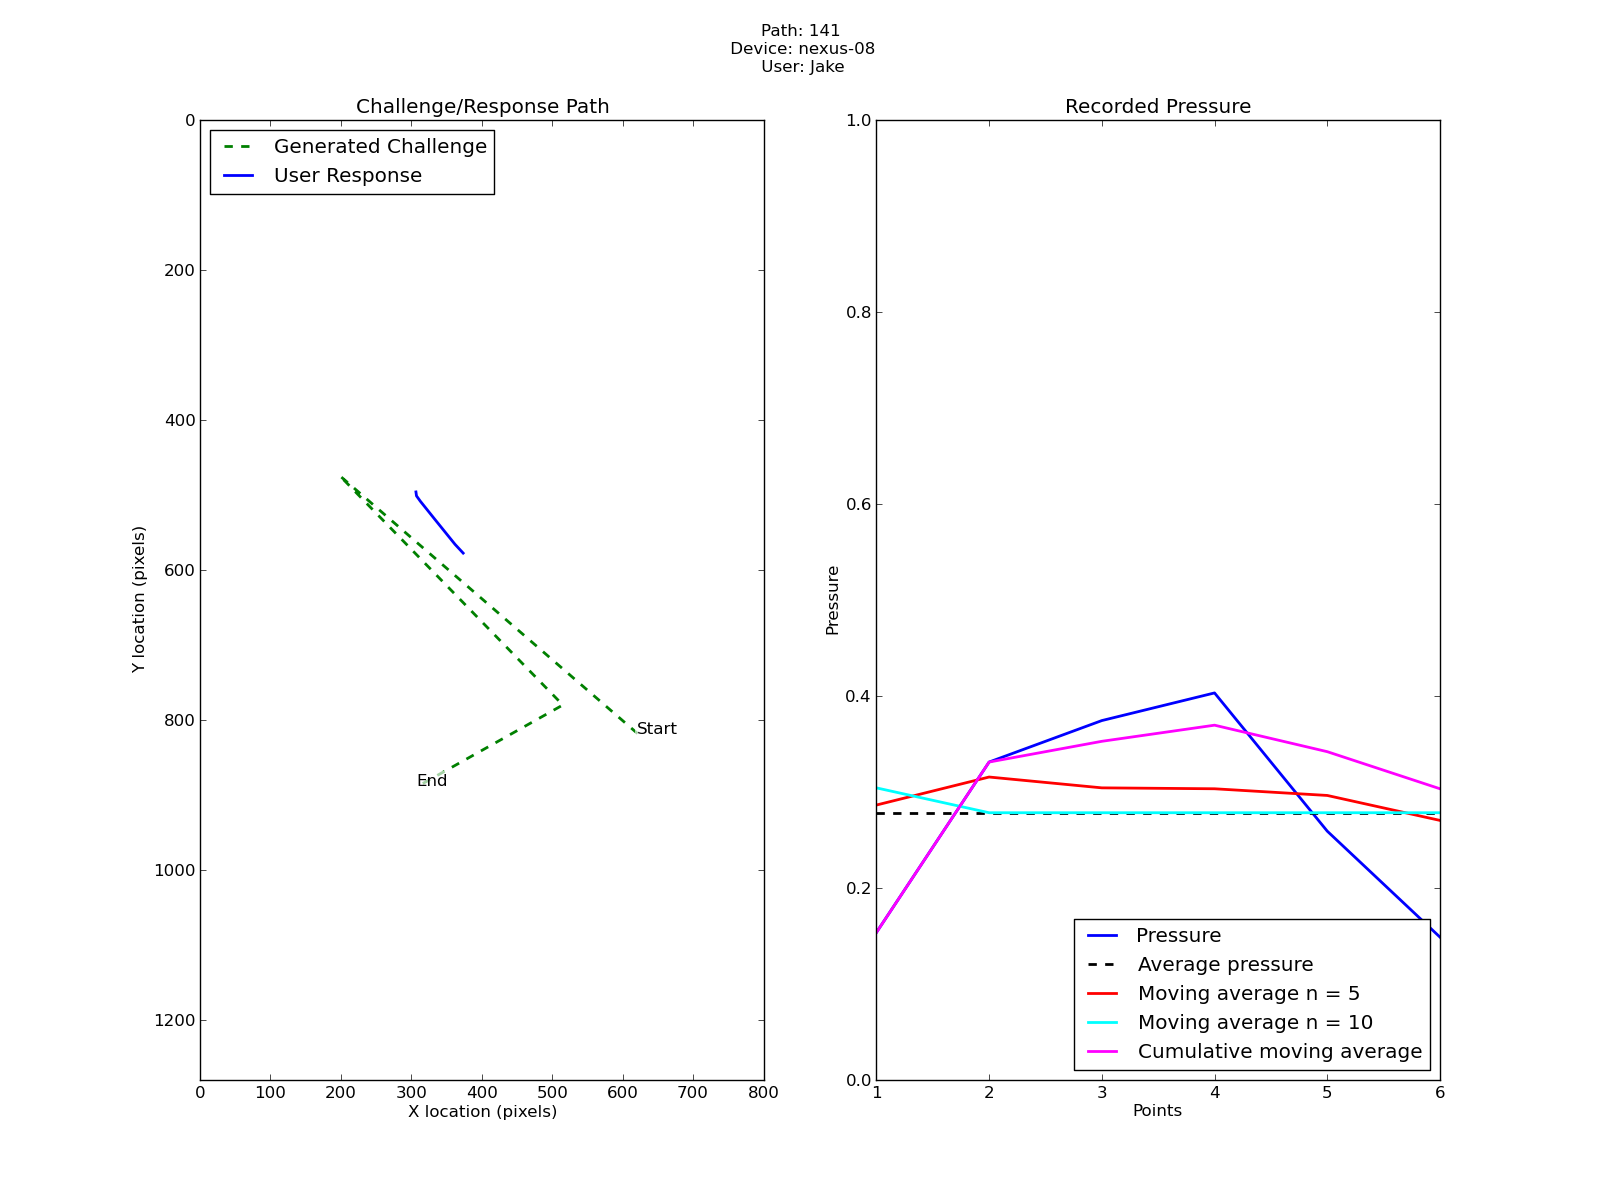 Path: 141
Device: nexus-08
User: Jake
Challenge/Response Path
Generated Challenge
User Response
0
200
400
600
800
1000
1200
Y location (pixels)
Start
End
0 100 200 300 400 500 600 700 800
X location (pixels)
Recorded Pressure
1.0
0.8
0.6
0.4
0.2
0.0
Pressure
Pressure
Average pressure
Moving average n = 5
Moving average n = 10
Cumulative moving average
1 2 3 4 5 6
Points